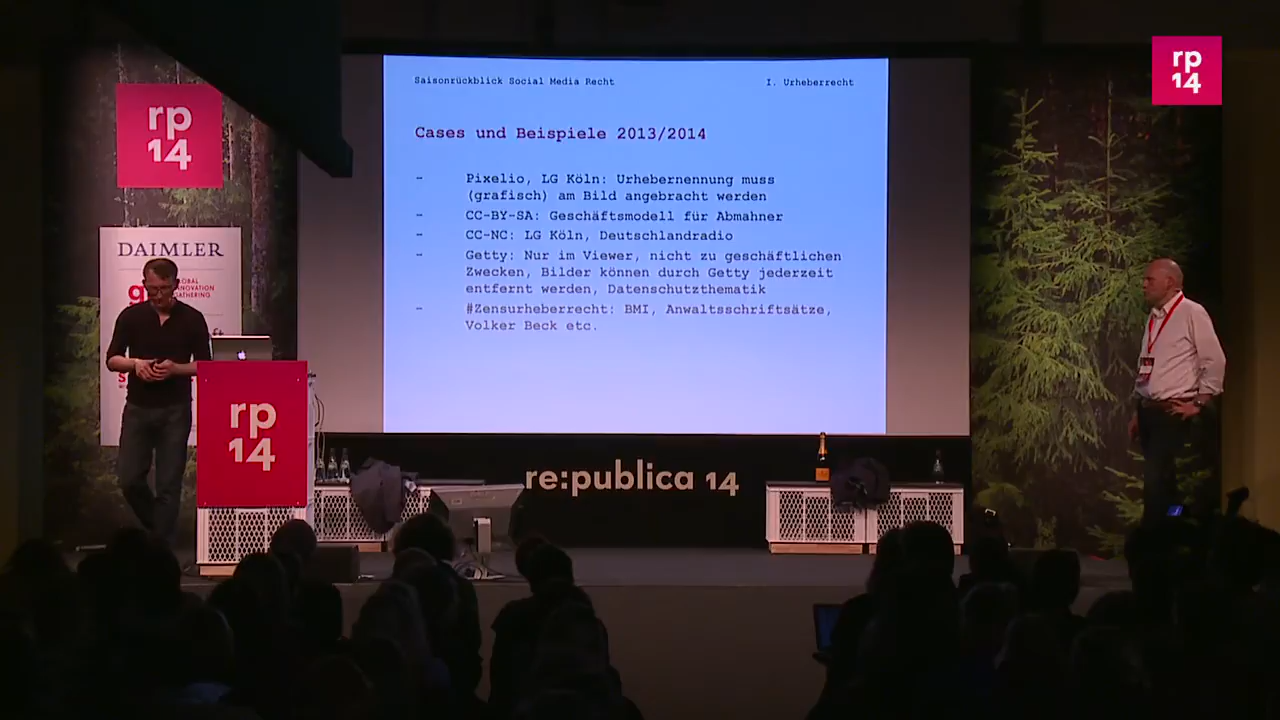 rp
14
rp
14
Saisonrückblick Social Media Recht
I. Urheberrecht
Cases und Beispiele 2013/2014
- Pixelio, LG Köln: Urhebernennung muss
(grafisch) am Bild angebracht werden
- CC-BY-SA: Geschäftsmodell für Abmahner
- CC-NC: LG Köln, Deutschlandradio
- Getty: Nur im Viewer, nicht zu geschäftlichen
Zwecken, Bilder können durch Getty jederzeit
entfernt werden, Datenschutzthematik
- #Zensurheberrecht: BMI, Anwaltsschriftsätze,
Volker Beck etc.
DAIMLER
GLOBAL
INNOVATION
GATHERING
rp
14
re:publica 14